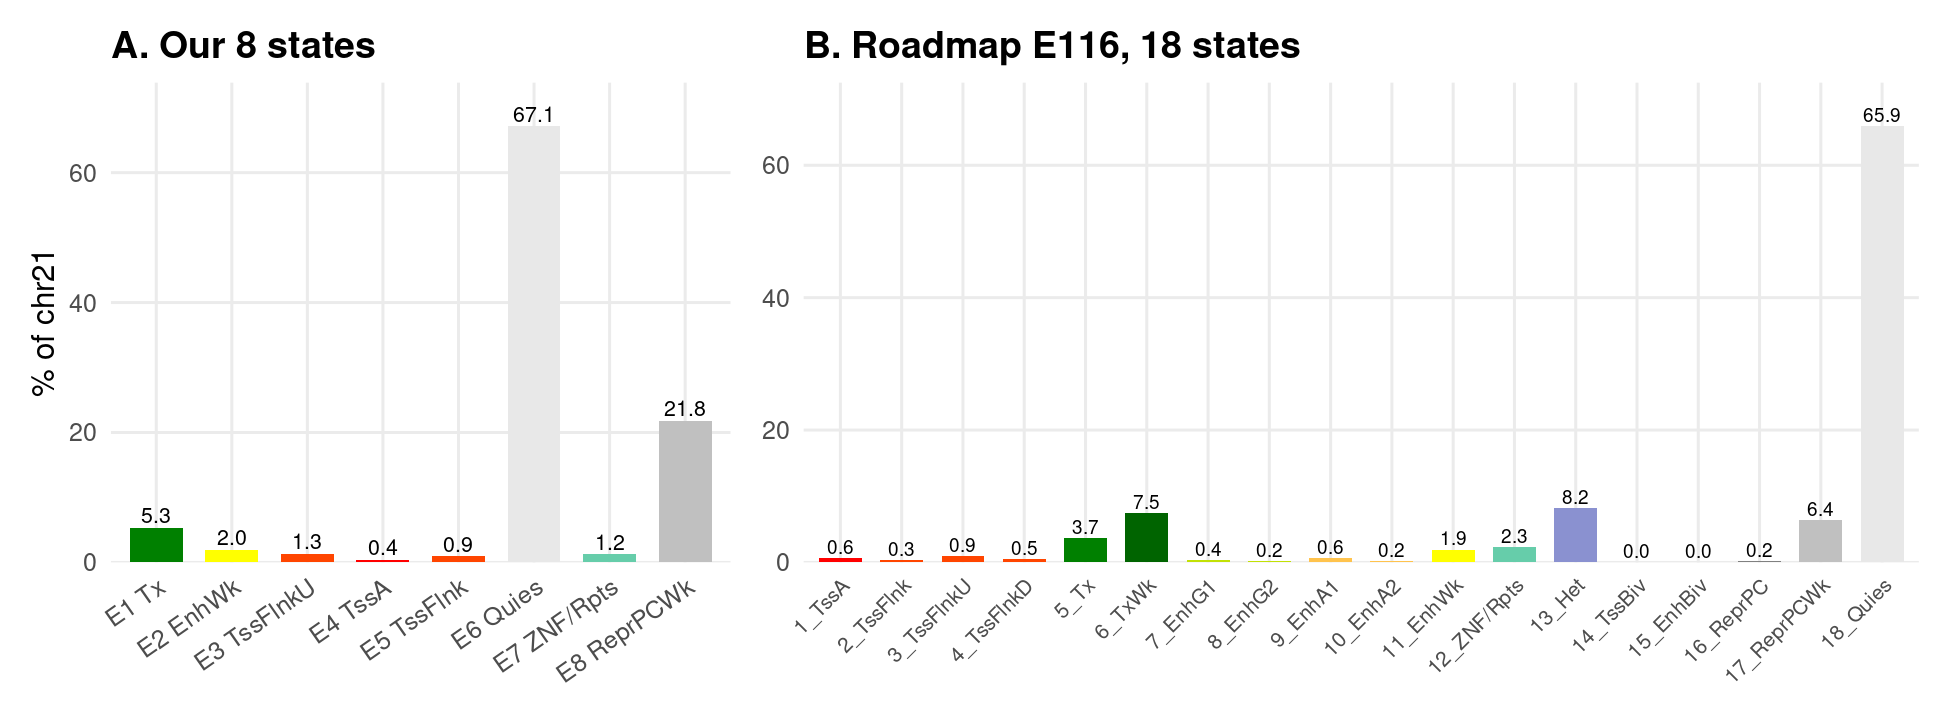 A. Our 8 states
% of chr21
60
40
20
0
67.1
21.8
5.3
2.0
1.3
0.4
0.9
1.2
E1 Tx
E2 EnhWk
E3 TssFlnkU
E4 TssA
E5 TssFlnk
E6 Quies
E7 ZNF/Rpts
E8 ReprPCWk
B. Roadmap E116, 18 states
60
40
20
0
0.6
0.3
0.9
0.5
3.7
7.5
0.4
0.2
0.6
0.2
1.9
2.3
8.2
0.0
0.0
0.2
6.4
65.9
1_TssA
2_TssFlnk
3_TssFlnkU
4_TssFlnkD
5_Tx
6_TxWk
7_EnhG1
8_EnhG2
9_EnhA1
10_EnhA2
11_EnhWk
12_ZNF/Rpts
13_Het
14_TssBiv
15_EnhBiv
16_ReprPC
17_ReprPCWk
18_Quies